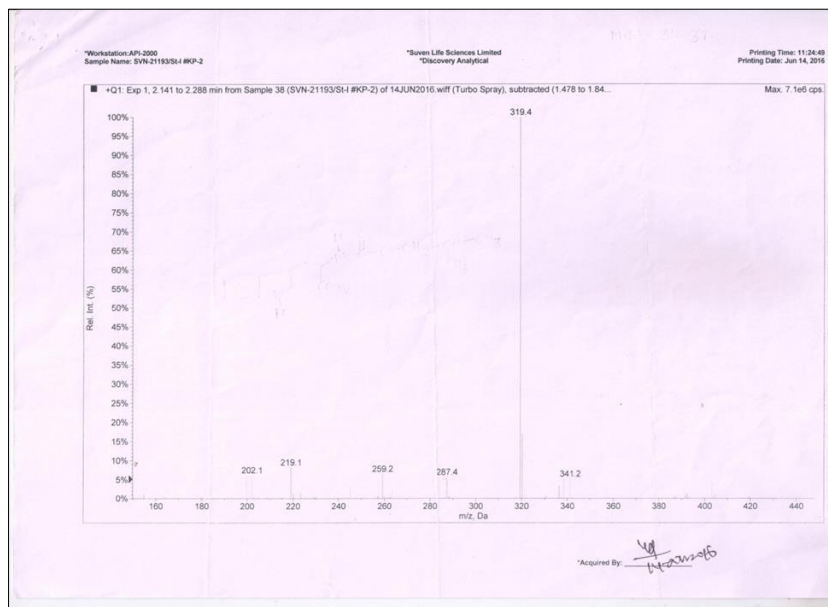 *Workstation:API-2000
Sample Name: SVN-21193/St-I #KP-2
*Suven Life Sciences Limited
*Discovery Analytical
Printing Time: 11:24:49
Printing Date: Jun 14, 2016
+Q1: Exp 1, 2.141 to 2.288 min from Sample 38 (SVN-21193/St-I #KP-2) of 14JUN2016.wiff (Turbo Spray), subtracted (1.478 to 1.84...
Max. 7.1e6 cps.
319.4
100%
95%
90%
85%
80%
75%
70%
65%
60%
55%
50%
45%
40%
35%
30%
25%
20%
15%
10%
5%
0%
Rel. Int. (%)
202.1
219.1
259.2
287.4
341.2
160 180 200 220 240 260 280 300 320 340 360 380 400 420 440
m/z, Da
*Acquired By: